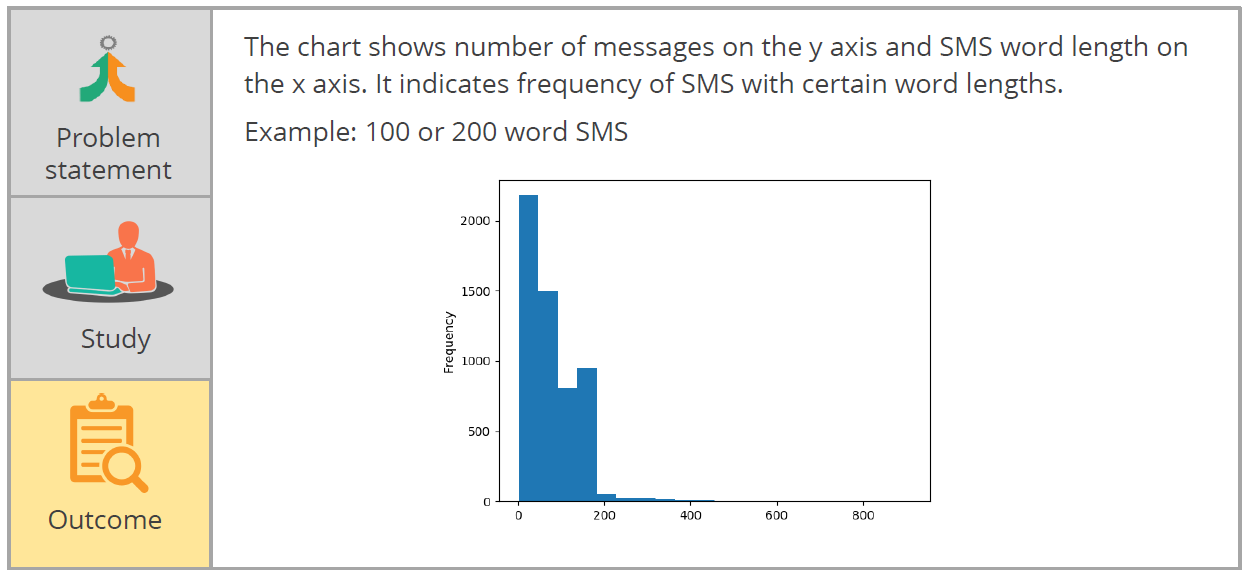 Problem
statement
Study
Outcome
The chart shows number of messages on the y axis and SMS word length on
the x axis. It indicates frequency of SMS with certain word lengths.
Example: 100 or 200 word SMS
Frequency
2000
1500
1000
500
0
0 200 400 600 800